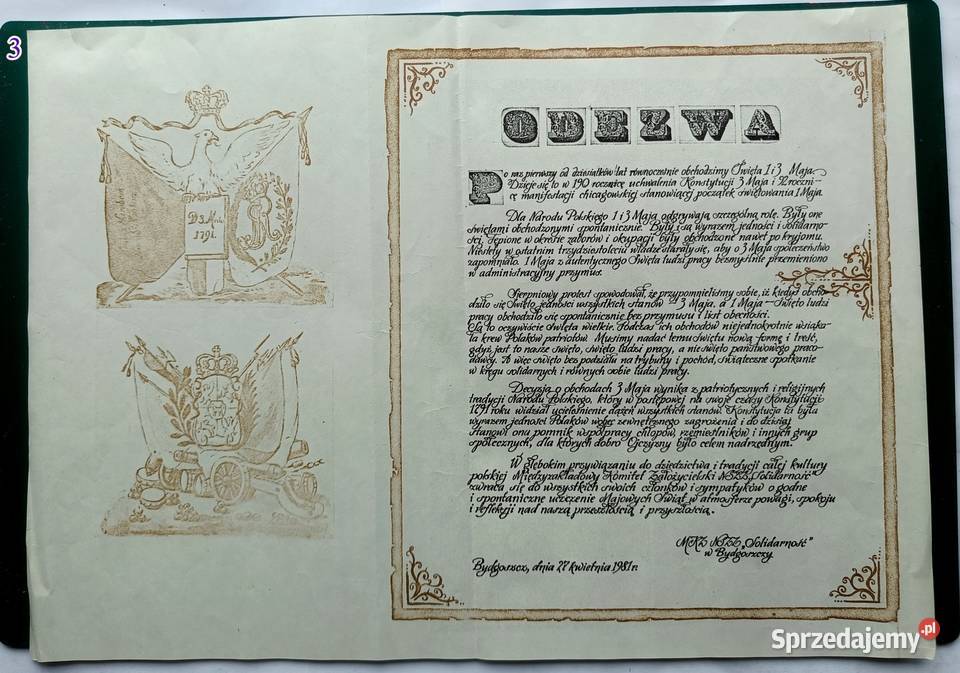 3
D 3. Maia
1791.
ODEZWA
Po raz pierwszy od dziesiątków lat równocześnie obchodzimy Święta 1 i 3 Maja.
Dzieje się to w 190 rocznicę uchwalenia Konstytucji 3 Maja i 92 roczni-
cę manifestacji chicagowskiej stanowiącej początek świętowania 1 Maja.
Dla Narodu Polskiego 1 i 3 Maja odgrywają szczególną rolę. Były one
świętami obchodzonymi spontanicznie. Były i są wyrazem jedności i solidarno-
ści. Tępione w okresie zaborów i okupacji były obchodzone nawet po kryjomu.
Niestety w ostatnim trzydziestoleciu władze starały się, aby o 3 Maja społeczeństwo
zapomniało. 1 Maja z autentycznego święta ludzi pracy bezmyślnie przemieniono
w administracyjny przymus.
Sierpniowy protest spowodował, że przypomnieliśmy sobie, iż kiedyś obcho-
dziło się Święto jedności wszystkich stanów - 3 Maja, a 1 Maja - Święto ludzi
pracy obchodziło się spontanicznie, bez przymusu i list obecności.
Są to oczywiście Święta wielkie. Podczas ich obchodów niejednokrotnie wsiąka-
ła krew Polaków patriotów. Musimy nadać temu Świętu nową formę i treść,
gdyż jest to nasze święto, święto ludzi pracy, a nie święto państwowego praco-
dawcy. A więc święto bez podziału na trybuny i pochód, świąteczne spotkanie
w kręgu solidarnych i równych sobie ludzi pracy.
Decyzja o obchodach 3 Maja wynika z patriotycznych i religijnych
tradycji Narodu Polskiego, który w postępowej na swoje czasy Konstytucji
1791 roku widział ucieleśnienie dążeń wszystkich stanów. Konstytucja ta była
wyrazem jedności Polaków wobec zewnętrznego zagrożenia i do dzisiaj
stanowi ona pomnik współpracy chłopów, rzemieślników i innych grup
społecznych, dla których dobro Ojczyzny było celem nadrzędnym.
W głębokim przywiązaniu do dziedzictwa i tradycji całej kultury
polskiej Międzyzakładowy Komitet Założycielski NSZZ „Solidarność”
zwraca się do wszystkich swoich członków i sympatyków o godne
i spontaniczne uczczenie Majowych Świąt w atmosferze powagi, spokoju
i refleksji nad naszą przeszłością i przyszłością.
MKZ NSZZ „Solidarność”
w Bydgoszczy
Bydgoszcz, dnia 27 kwietnia 1981 r.
Sprzedajemy.pl